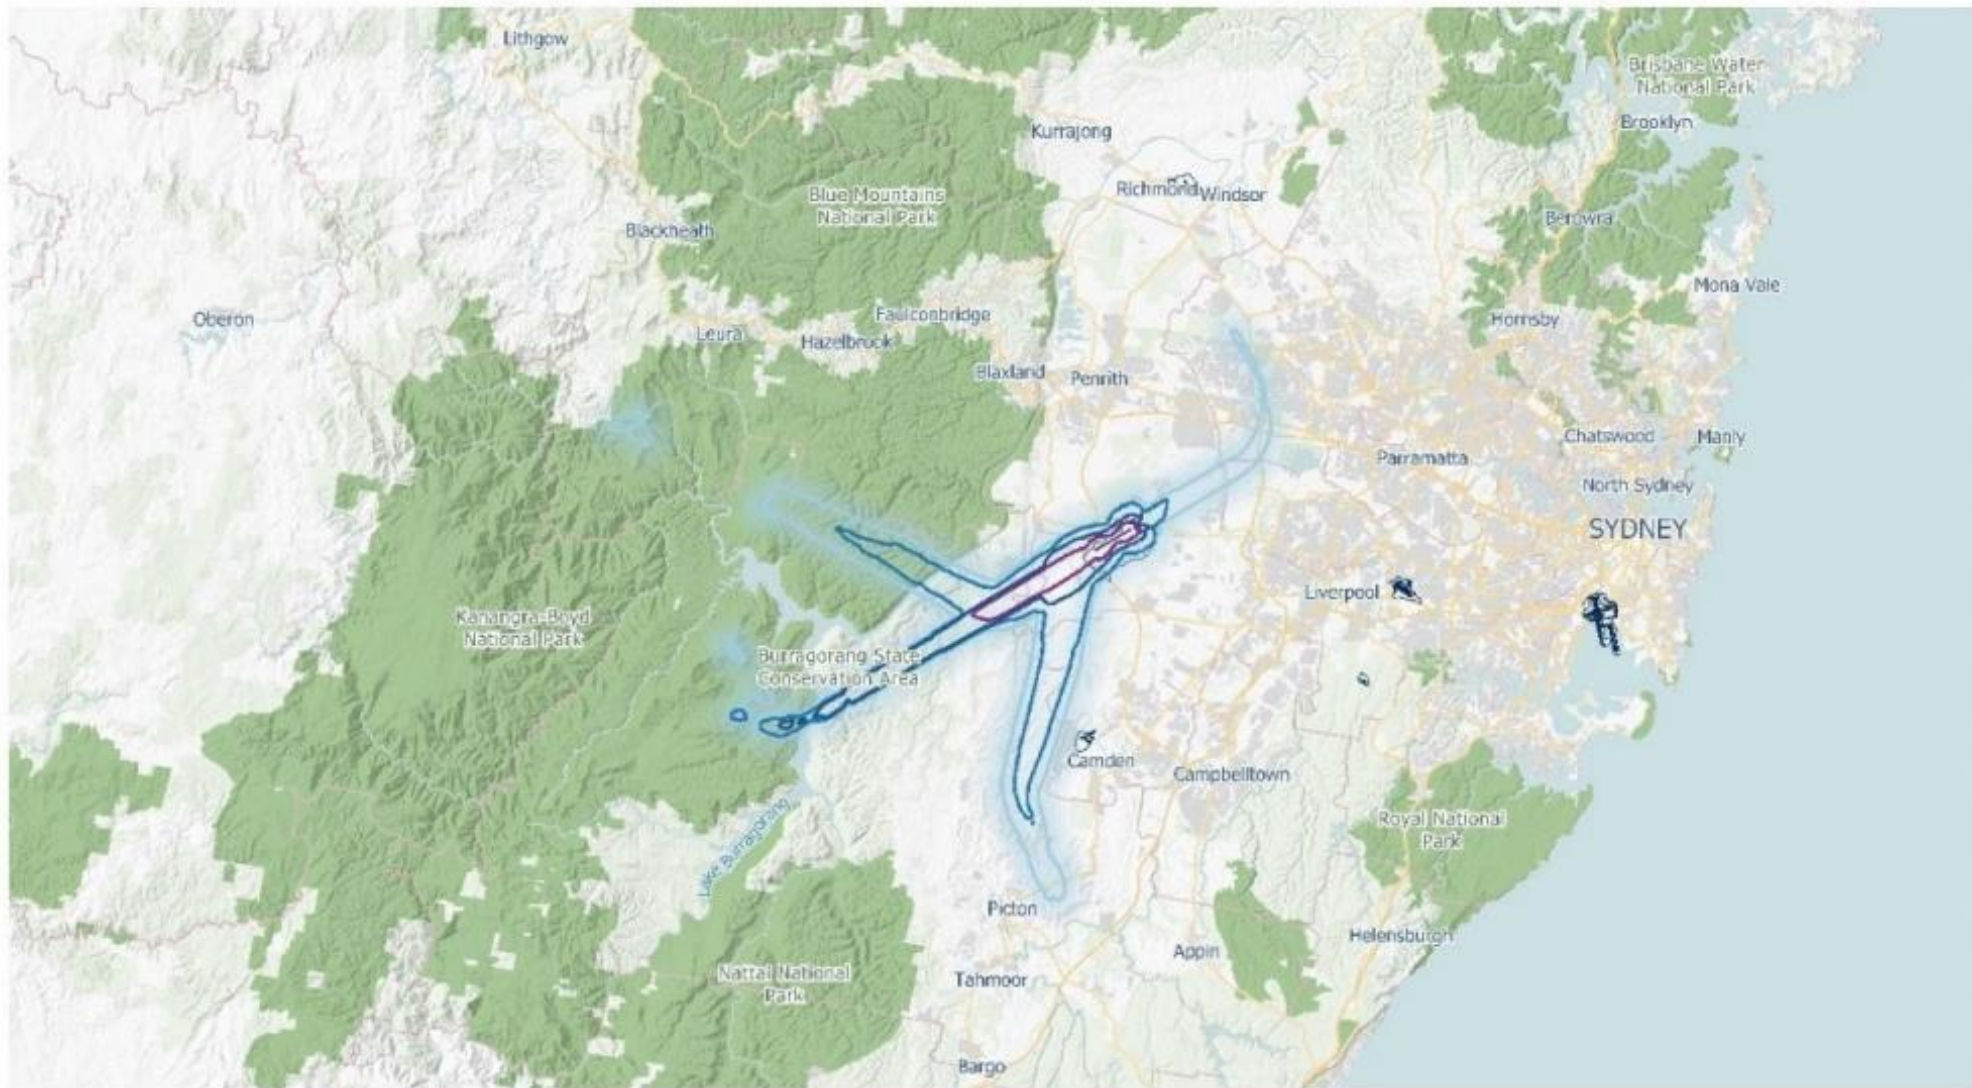 Lithgow
Brisbane Water
National Park
Brooklyn
Kurrajong
Richmond
Windsor
Blue Mountains
National Park
Berowra
Blackheath
Mona Vale
Oberon
Faulconbridge
Hornsby
Leura
Hazelbrook
Blaxland
Penrith
Chatswood
Manly
Parramatta
North Sydney
SYDNEY
Liverpool
Kanangra-Boyd
National Park
Burragorang State
Conservation Area
Camden
Campbelltown
Lake Burragorang
Royal National
Park
Picton
Helensburgh
Appin
Nattai National
Park
Tahmoor
Bargo